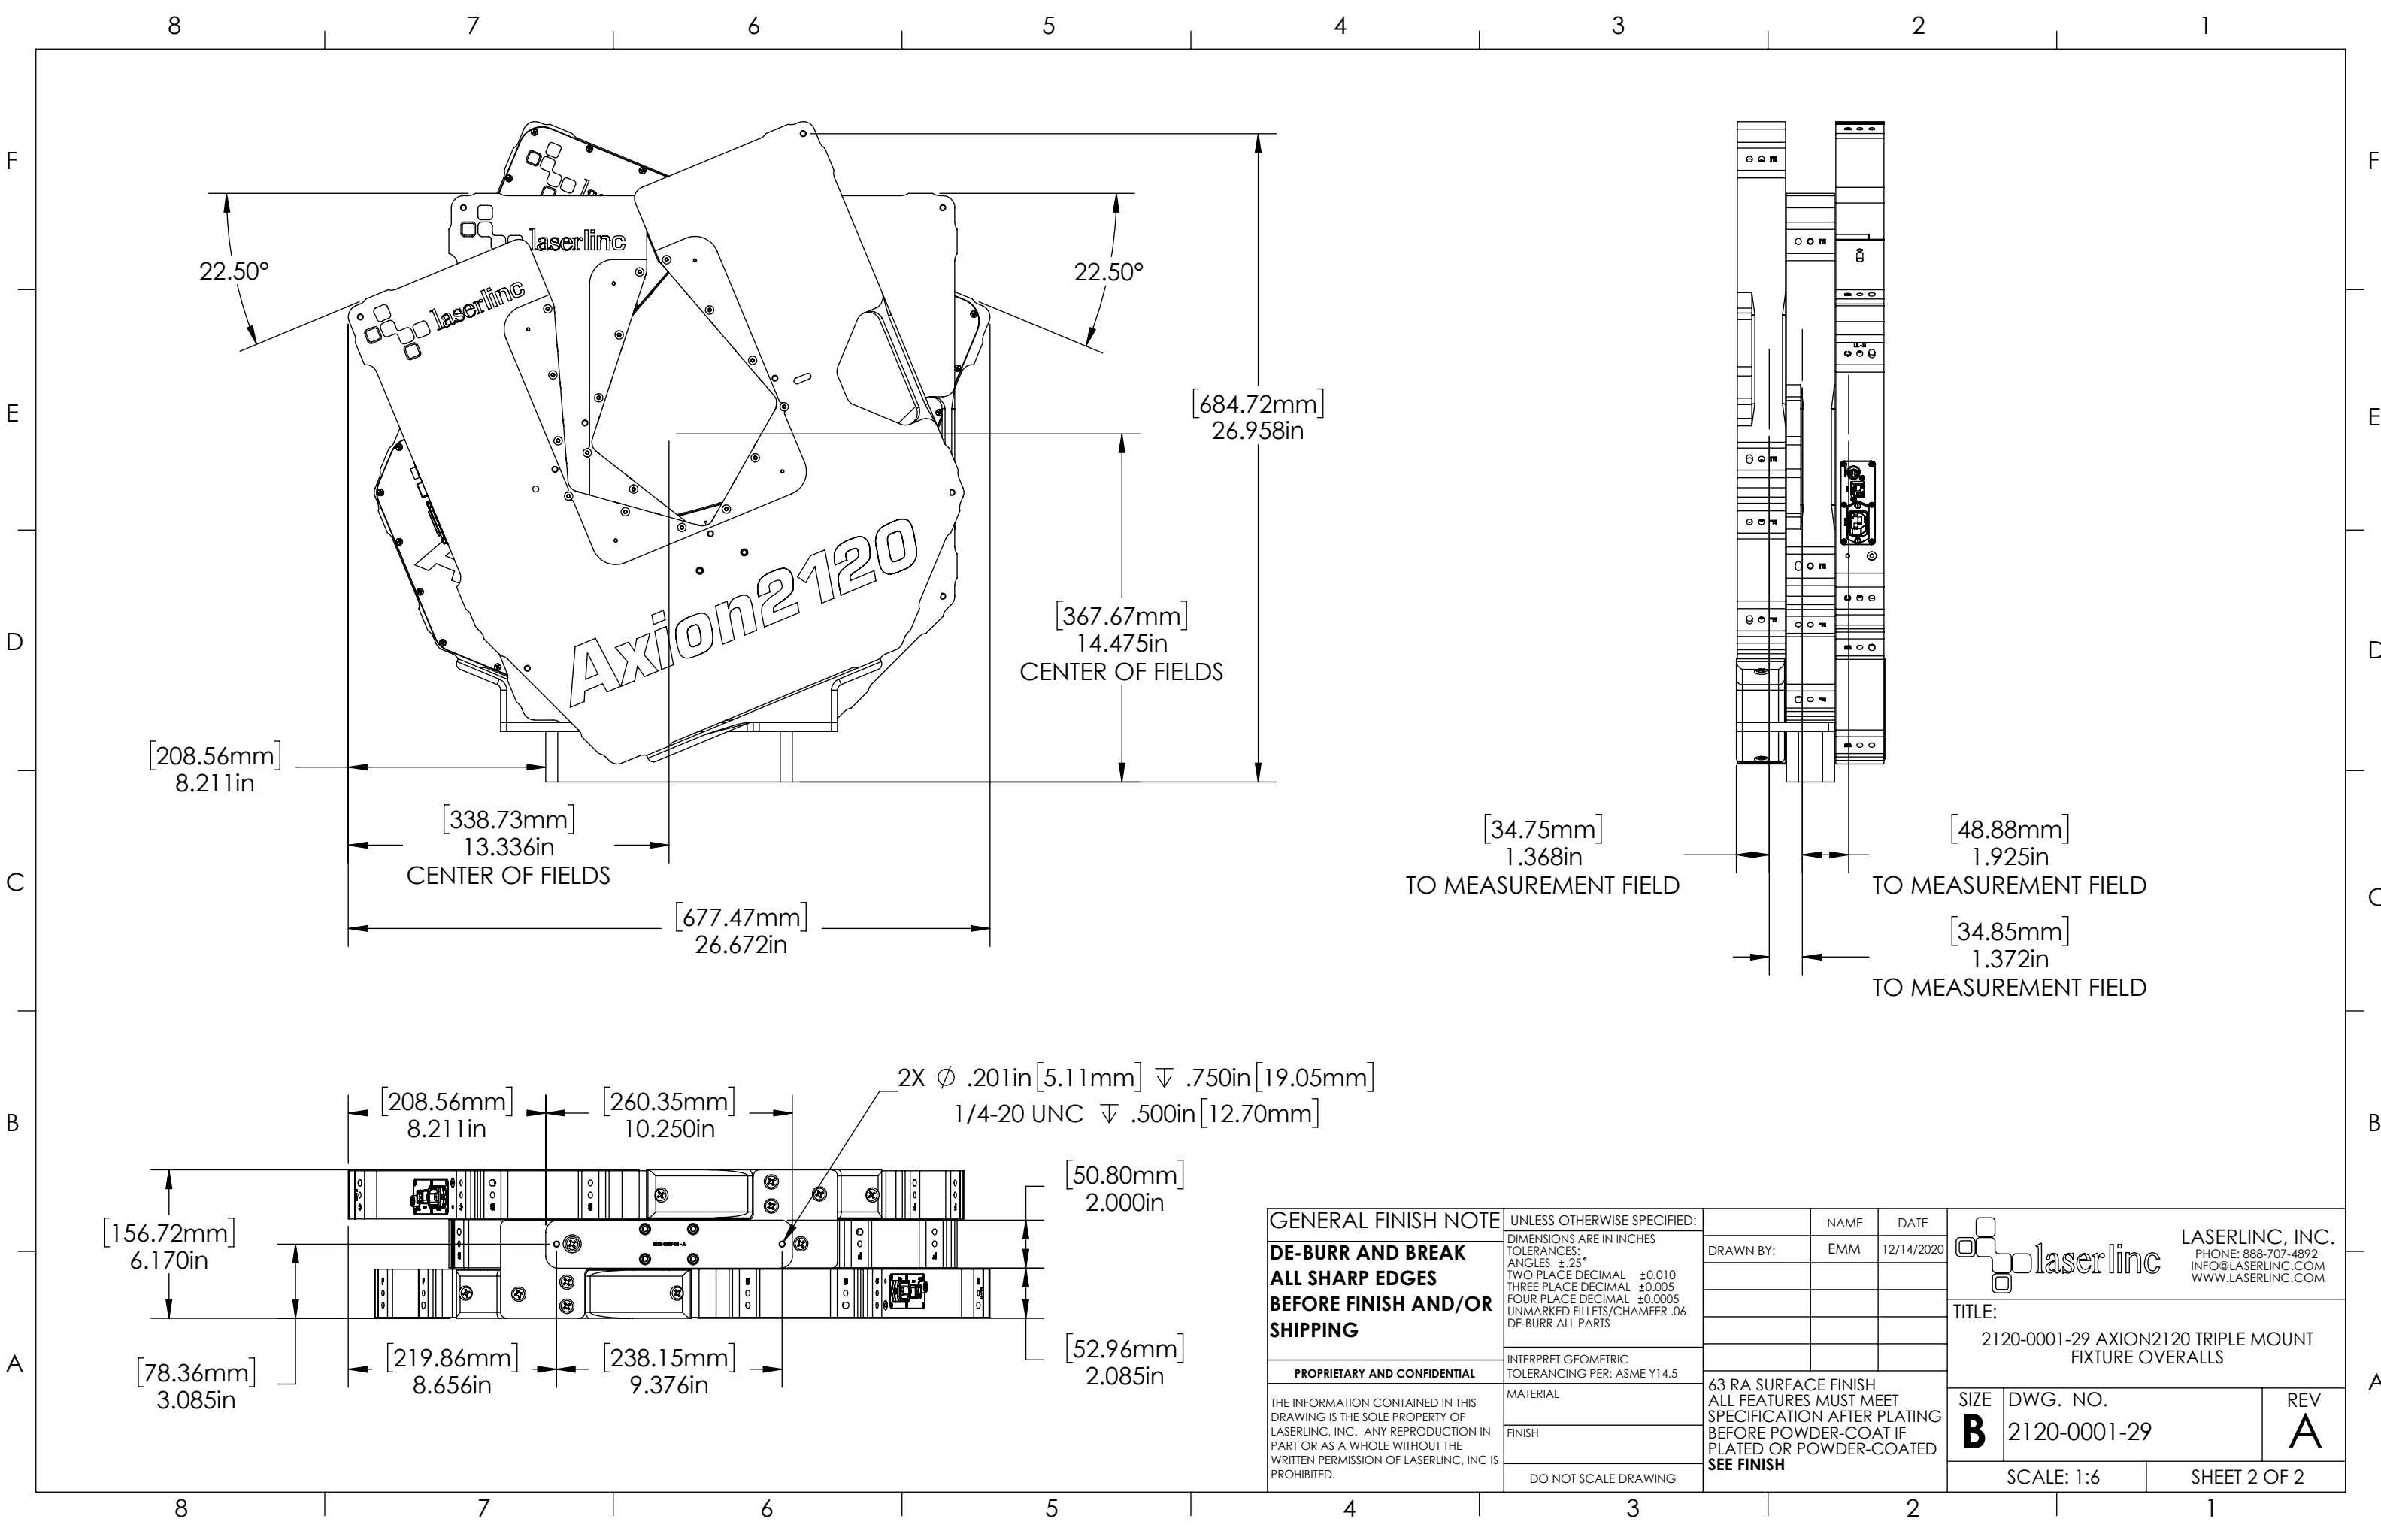 8 7 6 5 4 3 2 1
F
E
D
C
B
A
F
E
D
C
B
A
laserlinc
laserlinc
Axion2120
22.50°
22.50°
[684.72mm]
26.958in
[367.67mm]
14.475in
CENTER OF FIELDS
[208.56mm]
8.211in
[338.73mm]
13.336in
CENTER OF FIELDS
[677.47mm]
26.672in
[34.75mm]
1.368in
TO MEASUREMENT FIELD
[48.88mm]
1.925in
TO MEASUREMENT FIELD
[34.85mm]
1.372in
TO MEASUREMENT FIELD
2X ∅ .201in[5.11mm] ↧ .750in[19.05mm]
1/4-20 UNC ↧ .500in[12.70mm]
[208.56mm]
8.211in
[260.35mm]
10.250in
[50.80mm]
2.000in
[156.72mm]
6.170in
[52.96mm]
2.085in
[78.36mm]
3.085in
[219.86mm]
8.656in
[238.15mm]
9.376in
GENERAL FINISH NOTE
DE-BURR AND BREAK
ALL SHARP EDGES
BEFORE FINISH AND/OR
SHIPPING
PROPRIETARY AND CONFIDENTIAL
THE INFORMATION CONTAINED IN THIS
DRAWING IS THE SOLE PROPERTY OF
LASERLINC, INC. ANY REPRODUCTION IN
PART OR AS A WHOLE WITHOUT THE
WRITTEN PERMISSION OF LASERLINC, INC IS
PROHIBITED.
UNLESS OTHERWISE SPECIFIED:
DIMENSIONS ARE IN INCHES
TOLERANCES:
ANGLES ±.25°
TWO PLACE DECIMAL ±0.010
THREE PLACE DECIMAL ±0.005
FOUR PLACE DECIMAL ±0.0005
UNMARKED FILLETS/CHAMFER .06
DE-BURR ALL PARTS
INTERPRET GEOMETRIC
TOLERANCING PER: ASME Y14.5
MATERIAL
FINISH
DO NOT SCALE DRAWING
NAME DATE
DRAWN BY: EMM 12/14/2020
63 RA SURFACE FINISH
ALL FEATURES MUST MEET
SPECIFICATION AFTER PLATING
BEFORE POWDER-COAT IF
PLATED OR POWDER-COATED
SEE FINISH
laserlinc
LASERLINC, INC.
PHONE: 888-707-4892
INFO@LASERLINC.COM
WWW.LASERLINC.COM
TITLE:
2120-0001-29 AXION2120 TRIPLE MOUNT
FIXTURE OVERALLS
SIZE
B
DWG. NO.
2120-0001-29
REV
A
SCALE: 1:6
SHEET 2 OF 2
8 7 6 5 4 3 2 1